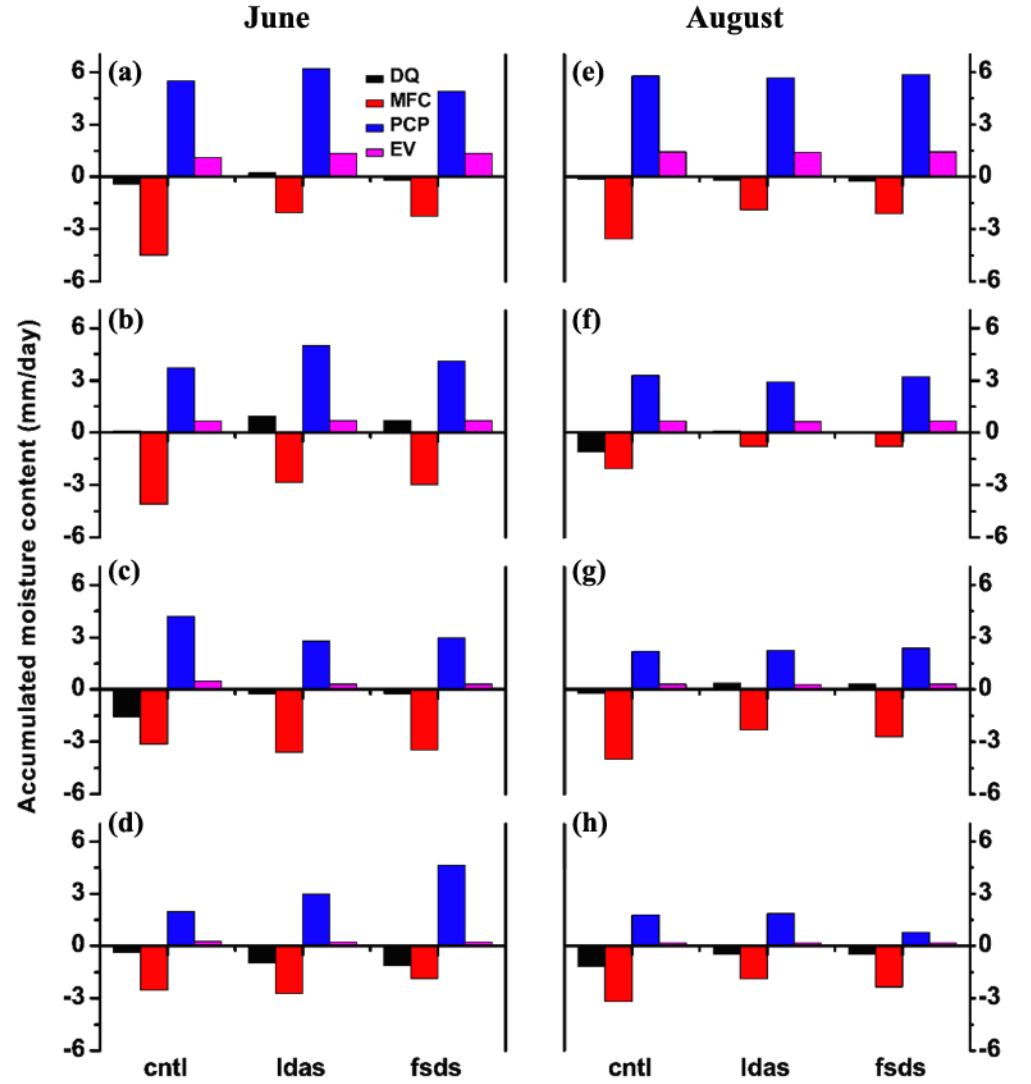 June August
(a) 6 3 0 -3 -6
DQ
MFC
PCP
EV
(e) 6 3 0 -3 -6
(b) 6 3 0 -3 -6
(f) 6 3 0 -3 -6
(c) 6 3 0 -3 -6
(g) 6 3 0 -3 -6
(d) 6 3 0 -3 -6
(h) 6 3 0 -3 -6
Accumulated moisture content (mm/day)
cntl ldas fsds cntl ldas fsds